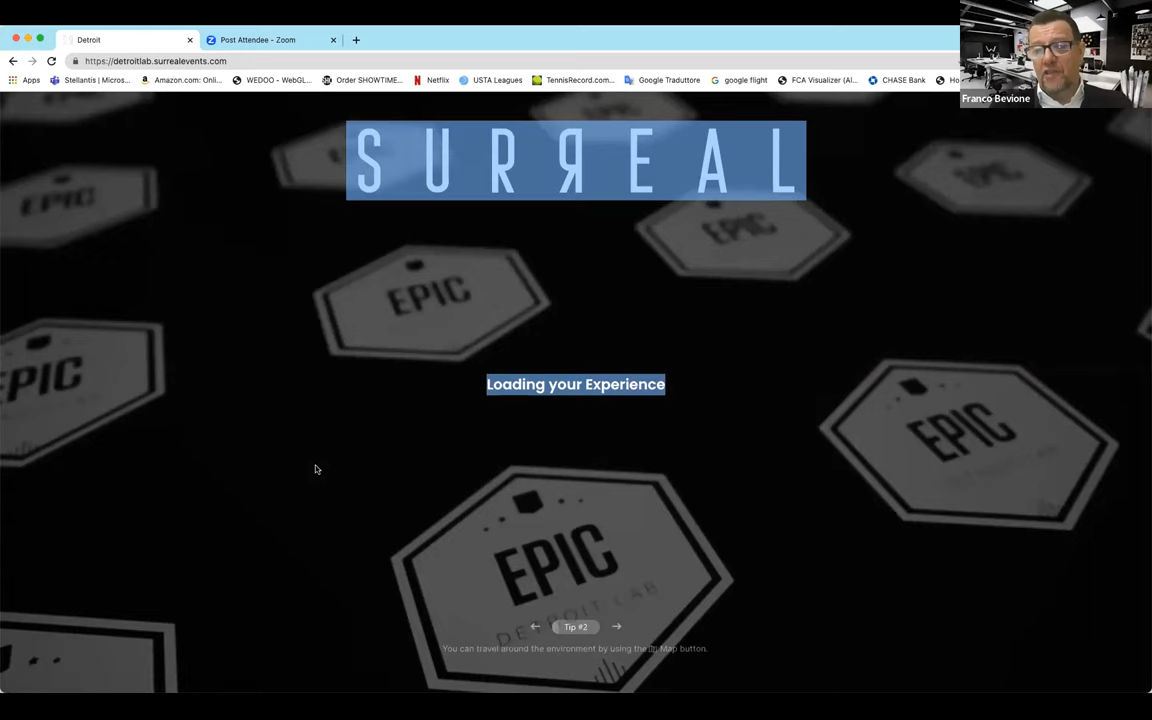 Detroit
Post Attendee - Zoom
https://detroitlab.surrealevents.com
Apps
Stellantis | Micros...
Amazon.com: Onli...
WEDOO - WebGL...
Order SHOWTIME...
Netflix
USTA Leagues
TennisRecord.com...
Google Traduttore
google flight
FCA Visualizer (Al...
CHASE Bank
Ho
Franco Bevione
SURЯEAL
EPIC
EPIC
EPIC
EPIC
EPIC
EPIC
Loading your Experience
EPIC
EPIC
DETROIT LAB
Tip #2
You can travel around the environment by using the Map button.